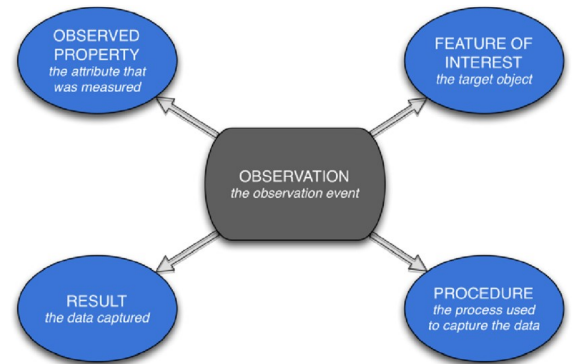 OBSERVED
PROPERTY
the attribute that
was measured
FEATURE OF
INTEREST
the target object
OBSERVATION
the observation event
RESULT
the data captured
PROCEDURE
the process used
to capture the data